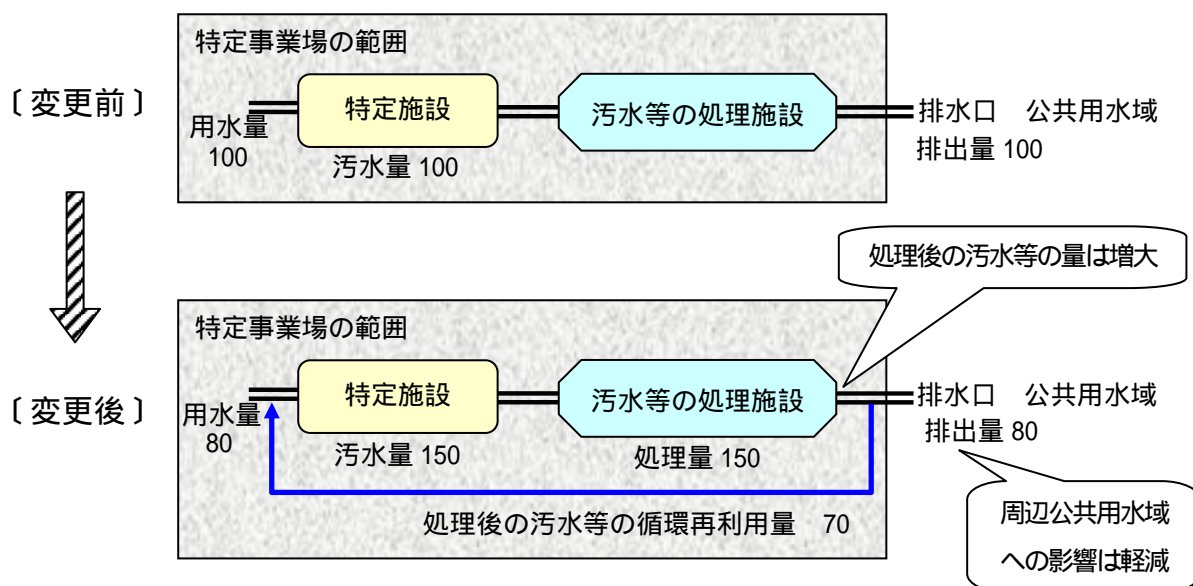 特定事業場の範囲
〔変更前〕
用水量
100
特定施設
汚水量 100
汚水等の処理施設
排水口　公共用水域
排出量 100
処理後の汚水等の量は増大
特定事業場の範囲
〔変更後〕
用水量
80
特定施設
汚水量 150
汚水等の処理施設
処理量 150
排水口　公共用水域
排出量 80
処理後の汚水等の循環再利用量　70
周辺公共用水域
への影響は軽減